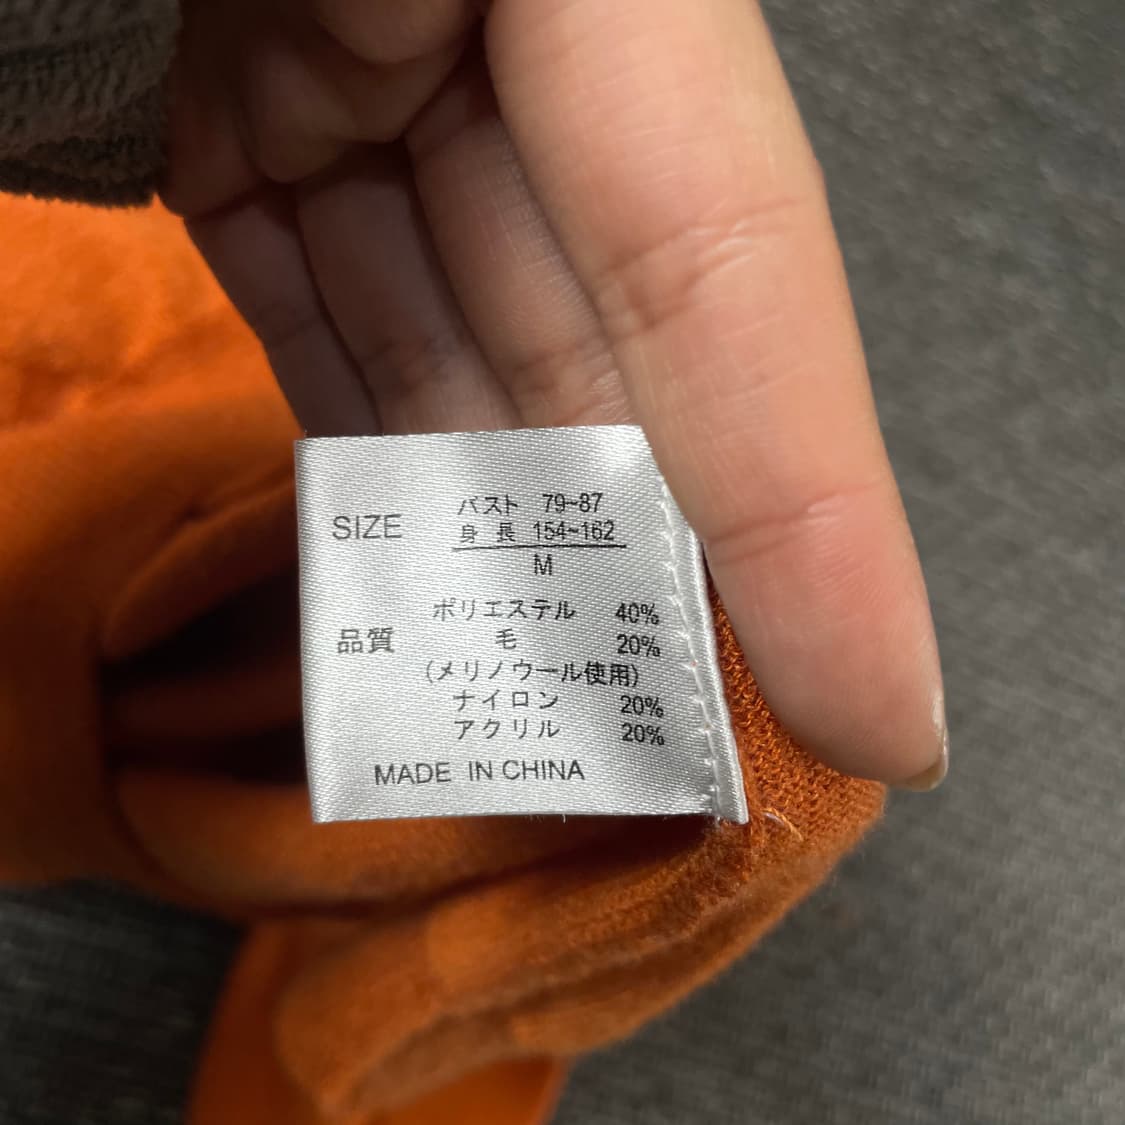 SIZE バスト 79~87
身長 154~162
M
ポリエステル 40%
品質 毛 20%
(メリノウール使用)
ナイロン 20%
アクリル 20%
MADE IN CHINA